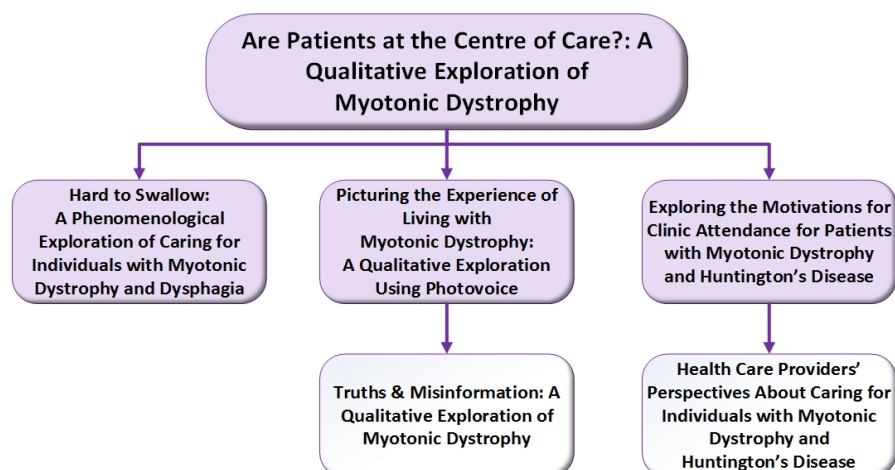 Are Patients at the Centre of Care?: A
Qualitative Exploration of
Myotonic Dystrophy
Hard to Swallow:
A Phenomenological
Exploration of Caring for
Individuals with Myotonic
Dystrophy and Dysphagia
Picturing the Experience of
Living with
Myotonic Dystrophy:
A Qualitative Exploration
Using Photovoice
Exploring the Motivations for
Clinic Attendance for Patients
with Myotonic Dystrophy
and Huntington’s Disease
Truths & Misinformation: A
Qualitative Exploration of
Myotonic Dystrophy
Health Care Providers’
Perspectives About Caring for
Individuals with Myotonic
Dystrophy and
Huntington’s Disease